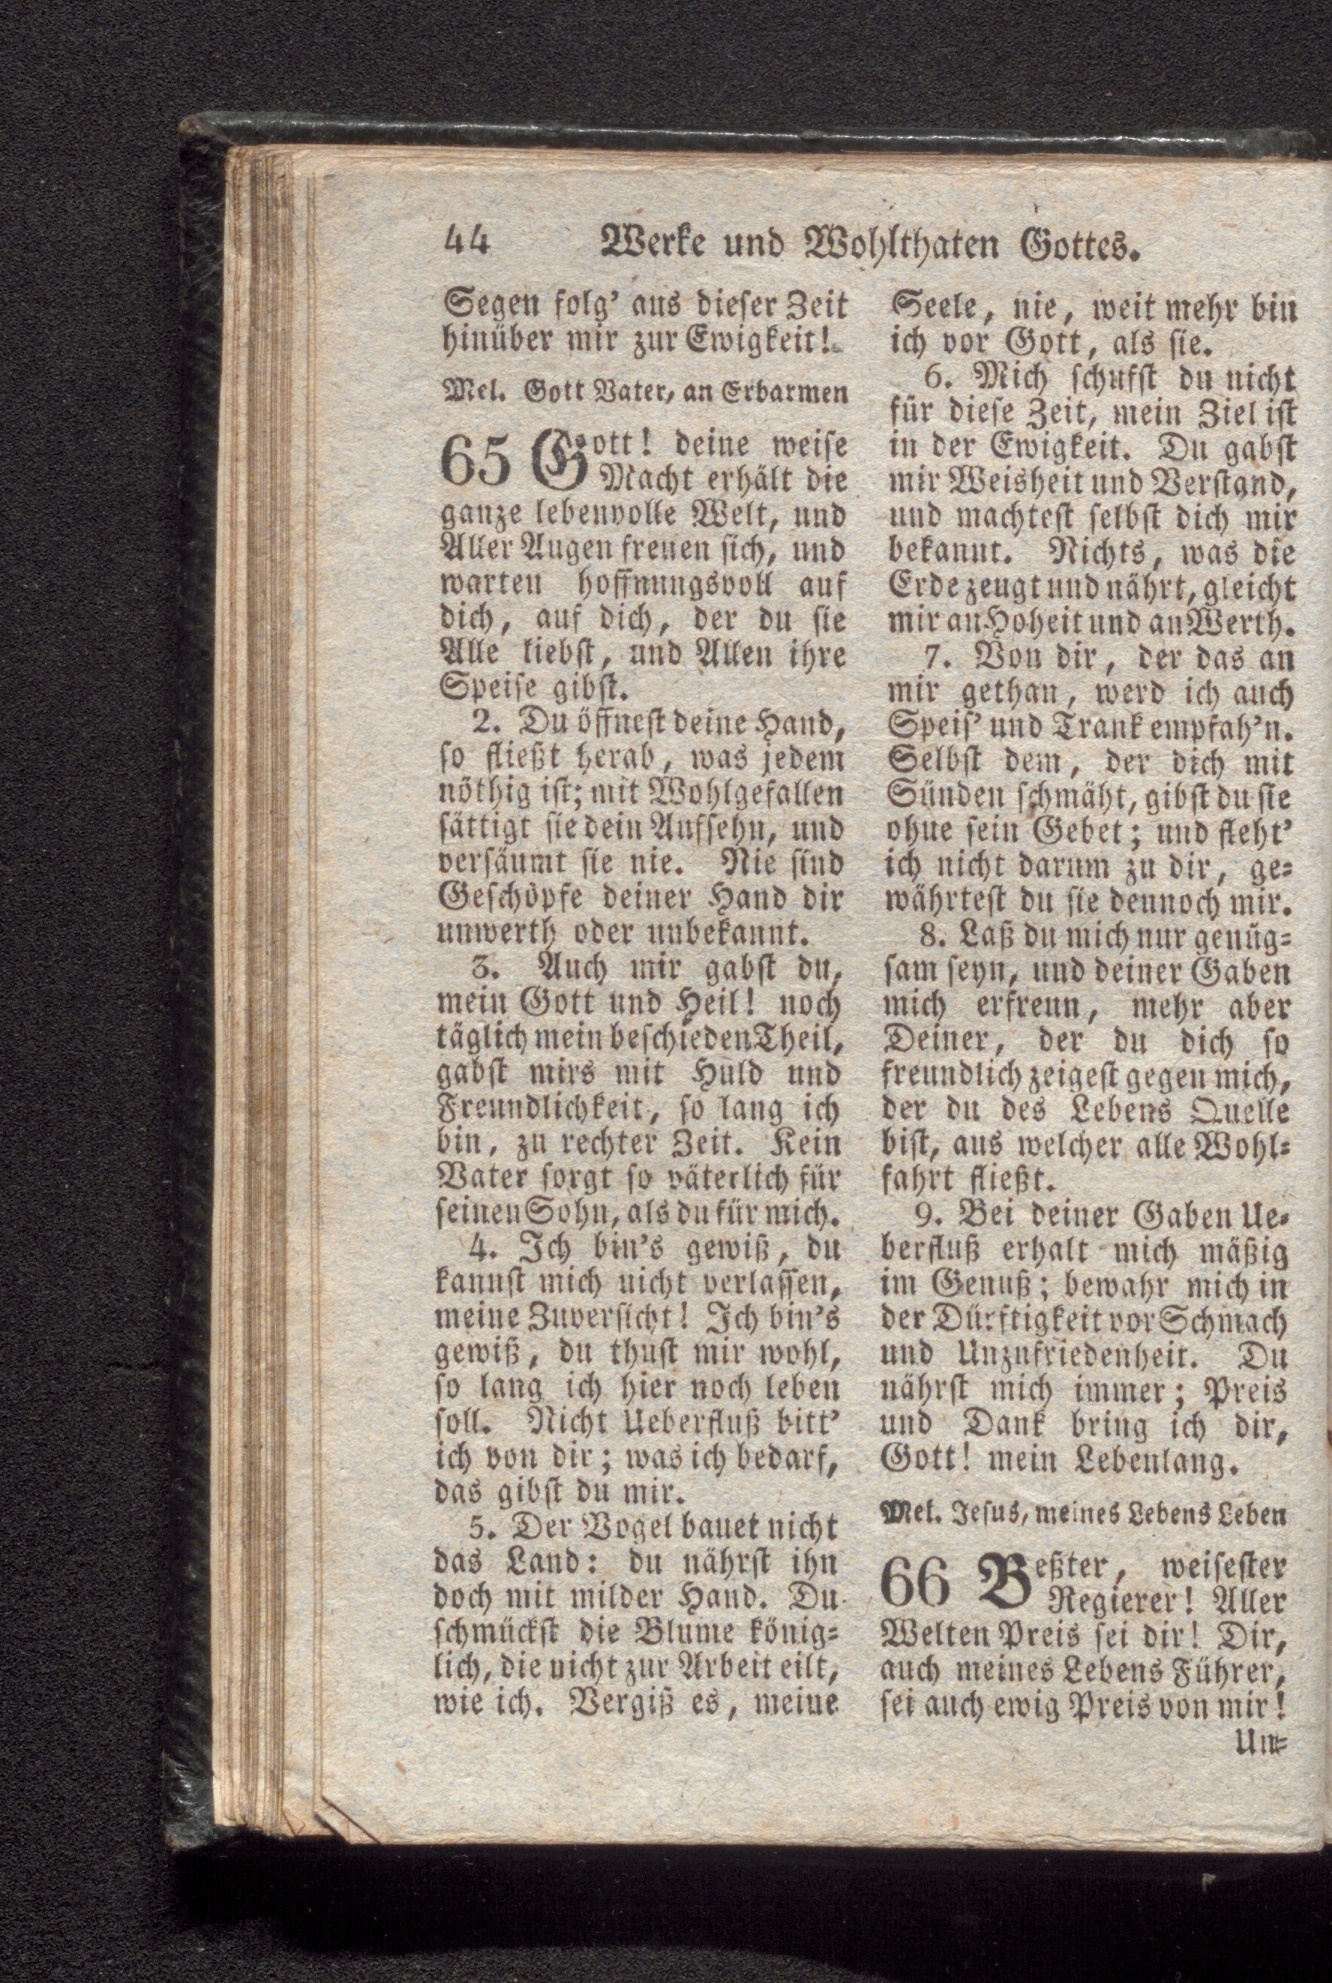 44 Werke und Wohlthaten Gottes.
Segen folg' aus dieser Zeit
hinüber mir zur Ewigkeit!
Mel. Gott Vater, an Erbarmen
65 Gott! deine weise
Macht erhält die
ganze lebenvolle Welt, und
Aller Augen freuen sich, und
warten hoffnungsvoll auf
dich, auf dich, der du sie
Alle liebst, und Allen ihre
Speise gibst.
2. Du öffnest deine Hand,
so fließt herab, was jedem
nöthig ist; mit Wohlgefallen
sättigt sie dein Aufsehn, und
versäumt sie nie. Nie sind
Geschöpfe deiner Hand dir
unwerth oder unbekannt.
3. Auch mir gabst du,
mein Gott und Heil! noch
täglich mein beschieden Theil,
gabst mirs mit Huld und
Freundlichkeit, so lang ich
bin, zu rechter Zeit. Kein
Vater sorgt so väterlich für
seinen Sohn, als du für mich.
4. Ich bin's gewiß, du
kannst mich nicht verlassen,
meine Zuversicht! Ich bin's
gewiß, du thust mir wohl,
so lang ich hier noch leben
soll. Nicht Ueberfluß bitt'
ich von dir; was ich bedarf,
das gibst du mir.
5. Der Vogel bauet nicht
das Land: du nährst ihn
doch mit milder Hand. Du
schmückst die Blume könig-
lich, die nicht zur Arbeit eilt,
wie ich. Vergiß es, meine
Seele, nie, weit mehr bin
ich vor Gott, als sie.
6. Mich schufst du nicht
für diese Zeit, mein Ziel ist
in der Ewigkeit. Du gabst
mir Weisheit und Verstand,
und machtest selbst dich mir
bekannt. Nichts, was die
Erde zeugt und nährt, gleicht
mir an Hoheit und an Werth.
7. Von dir, der das an
mir gethan, werd ich auch
Speis' und Trank empfah'n.
Selbst dem, der dich mit
Sünden schmäht, gibst du sie
ohne sein Gebet; und fleht'
ich nicht darum zu dir, ge-
währtest du sie dennoch mir.
8. Laß du mich nur genüg-
sam seyn, und deiner Gaben
mich erfreun, mehr aber
Deiner, der du dich so
freundlich zeigest gegen mich,
der du des Lebens Quelle
bist, aus welcher alle Wohl-
fahrt fließt.
9. Bei deiner Gaben Ue-
berfluß erhalt mich mäßig
im Genuß; bewahr mich in
der Dürftigkeit vor Schmach
und Unzufriedenheit. Du
nährst mich immer; Preis
und Dank bring ich dir,
Gott! mein Lebenlang.
Mel. Jesus, meines Lebens Leben
66 Beßter, weisester
Regierer! Aller
Welten Preis sei dir! Dir,
auch meines Lebens Führer,
sei auch ewig Preis von mir!
Un-